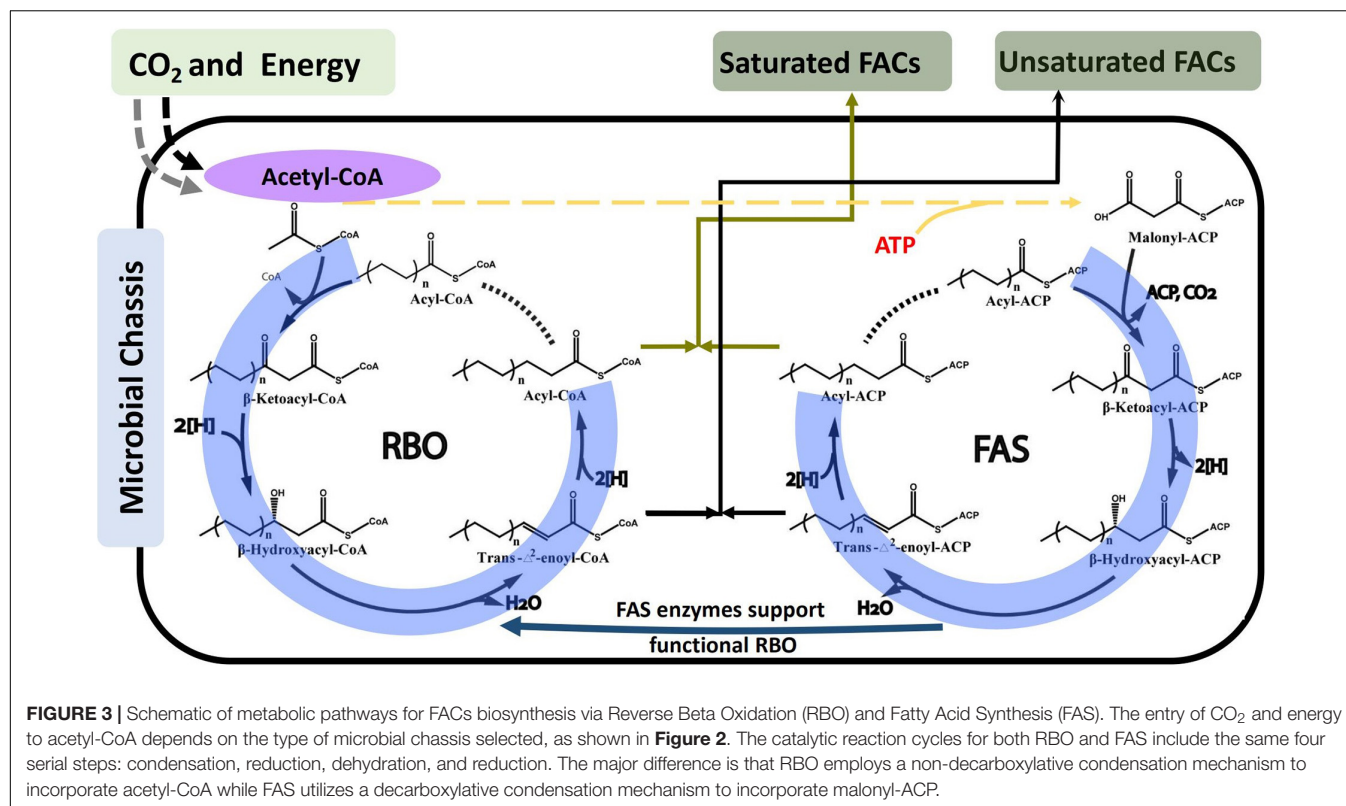 CO₂ and Energy
Saturated FACs
Unsaturated FACs
Microbial Chassis
Acetyl-CoA
O
S
CoA
CoA
O
S
CoA
n
Acyl-CoA
O
O
S
CoA
n
β-Ketoacyl-CoA
2[H]
OH
O
S
CoA
n
β-Hydroxyacyl-CoA
H2O
O
S
CoA
n
Trans-△²-enoyl-CoA
2[H]
O
S
CoA
n
Acyl-CoA
RBO
ATP
O
O
OH
S
ACP
Malonyl-ACP
O
S
ACP
n
Acyl-ACP
ACP, CO2
O
O
S
ACP
n
β-Ketoacyl-ACP
2[H]
OH
O
S
ACP
n
β-Hydroxyacyl-ACP
H2O
O
S
ACP
n
Trans-△²-enoyl-ACP
2[H]
O
S
ACP
n
Acyl-ACP
FAS
FAS enzymes support
functional RBO
FIGURE 3 | Schematic of metabolic pathways for FACs biosynthesis via Reverse Beta Oxidation (RBO) and Fatty Acid Synthesis (FAS). The entry of CO₂ and energy
to acetyl-CoA depends on the type of microbial chassis selected, as shown in Figure 2. The catalytic reaction cycles for both RBO and FAS include the same four
serial steps: condensation, reduction, dehydration, and reduction. The major difference is that RBO employs a non-decarboxylative condensation mechanism to
incorporate acetyl-CoA while FAS utilizes a decarboxylative condensation mechanism to incorporate malonyl-ACP.